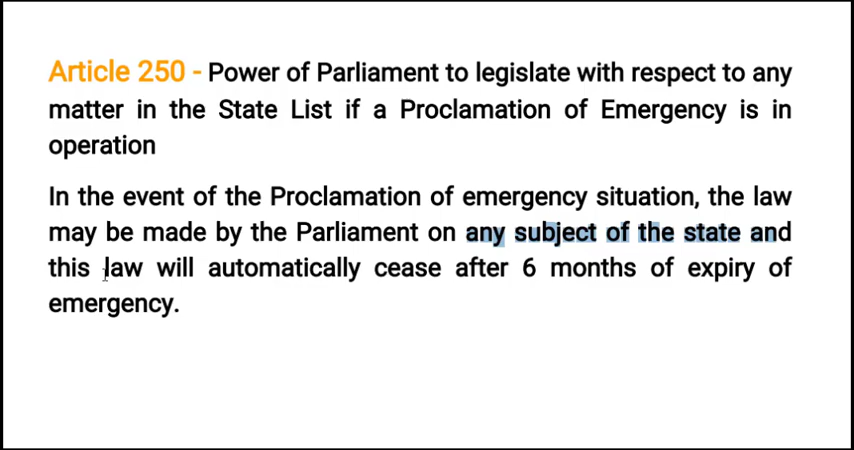 Article 250 - Power of Parliament to legislate with respect to any
matter in the State List if a Proclamation of Emergency is in
operation
In the event of the Proclamation of emergency situation, the law
may be made by the Parliament on any subject of the state and
this law will automatically cease after 6 months of expiry of
emergency.